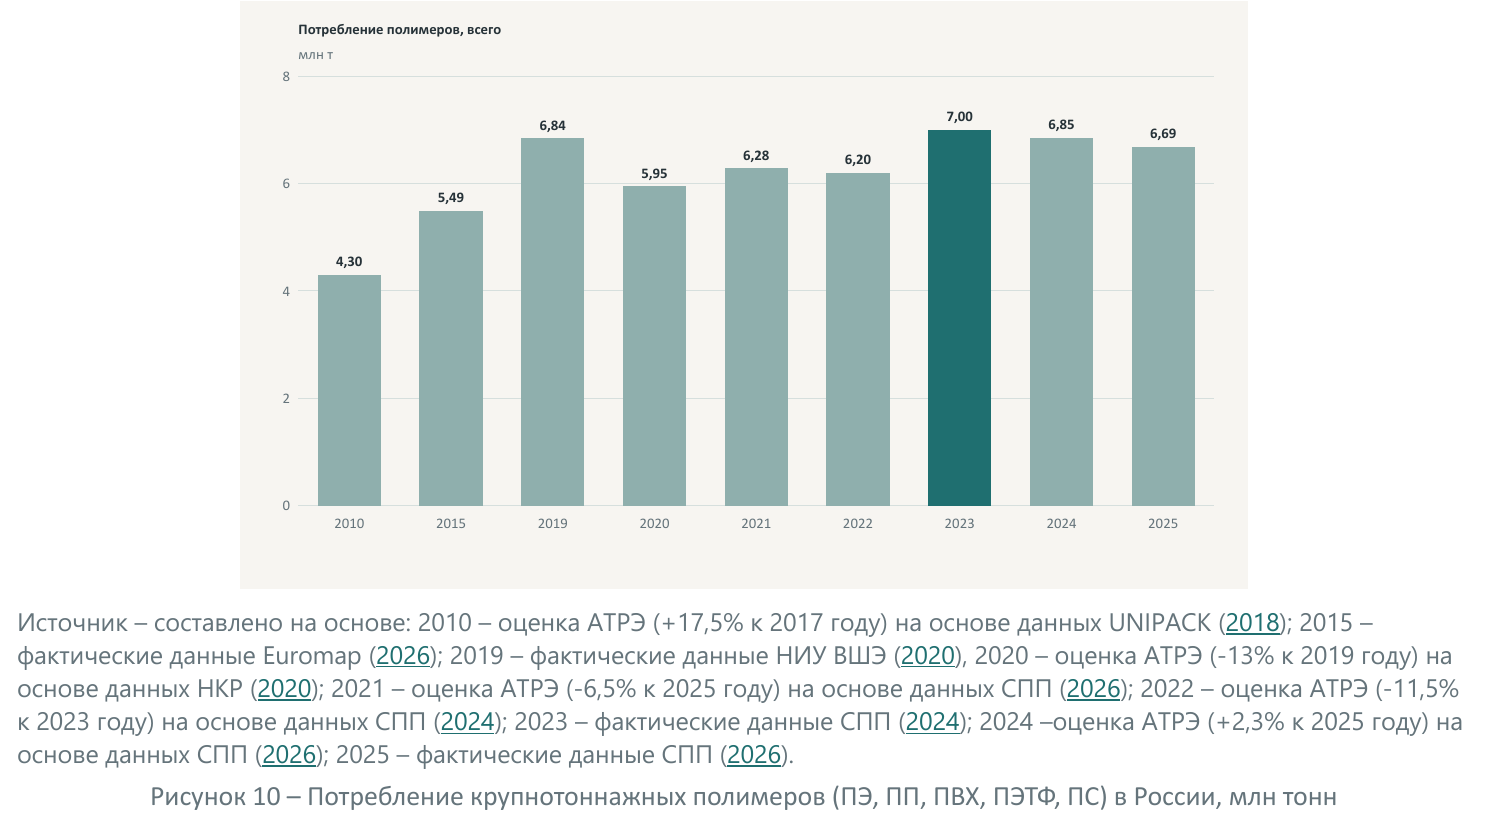 Потребление полимеров, всего
млн т
8
6
4
2
0
4,30
5,49
6,84
5,95
6,28
6,20
7,00
6,85
6,69
2010 2015 2019 2020 2021 2022 2023 2024 2025
Источник – составлено на основе: 2010 – оценка АТРЭ (+17,5% к 2017 году) на основе данных UNIPACK (2018); 2015 –
фактические данные Euromap (2026); 2019 – фактические данные НИУ ВШЭ (2020), 2020 – оценка АТРЭ (-13% к 2019 году) на
основе данных НКР (2020); 2021 – оценка АТРЭ (-6,5% к 2025 году) на основе данных СПП (2026); 2022 – оценка АТРЭ (-11,5%
к 2023 году) на основе данных СПП (2024); 2023 – фактические данные СПП (2024); 2024 –оценка АТРЭ (+2,3% к 2025 году) на
основе данных СПП (2026); 2025 – фактические данные СПП (2026).
Рисунок 10 – Потребление крупнотоннажных полимеров (ПЭ, ПП, ПВХ, ПЭТФ, ПС) в России, млн тонн